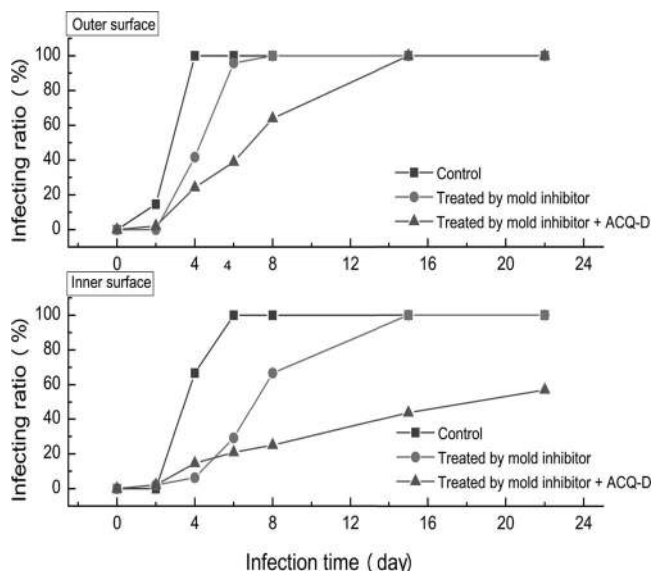 Outer surface
Infecting ratio ( %)
100
80
60
40
20
0
Control
Treated by mold inhibitor
Treated by mold inhibitor + ACQ-D
0 4 4 8 12 16 20 24
Inner surface
Infecting ratio ( %)
100
80
60
40
20
0
Control
Treated by mold inhibitor
Treated by mold inhibitor + ACQ-D
0 4 8 12 16 22 24
Infection time ( day)